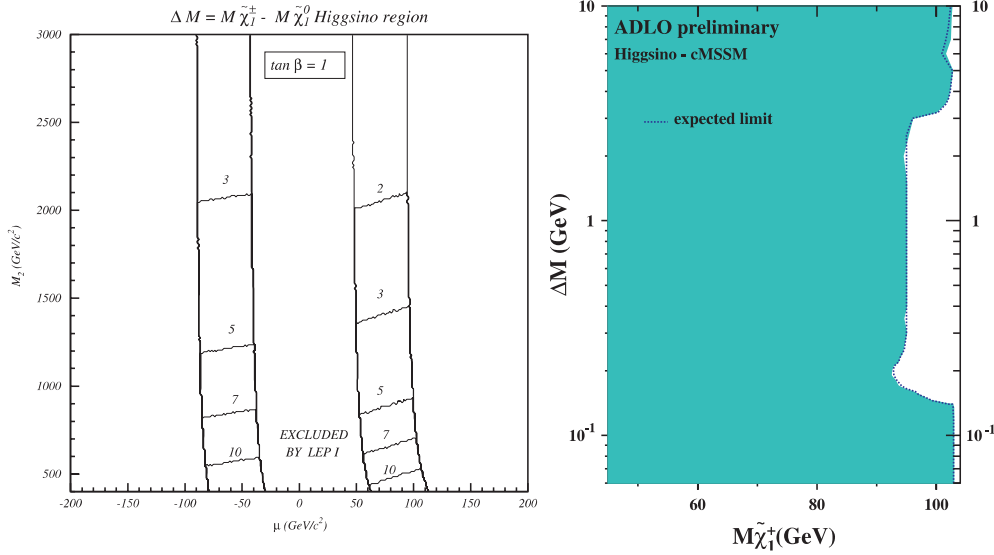 Δ M = M χ̃₁± - M χ̃₁⁰ Higgsino region
M₂ (GeV/c²)
3000
2500
2000
1500
1000
500
tan β = 1
3
5
7
10
2
3
5
7
10
EXCLUDED
BY LEP I
-200 -150 -100 -50 0 50 100 150 200
μ (GeV/c²)
ΔM (GeV)
10
1
10⁻¹
ADLO preliminary
Higgsino - cMSSM
expected limit
10
1
10⁻¹
60 80 100
Mχ̃₁⁺(GeV)